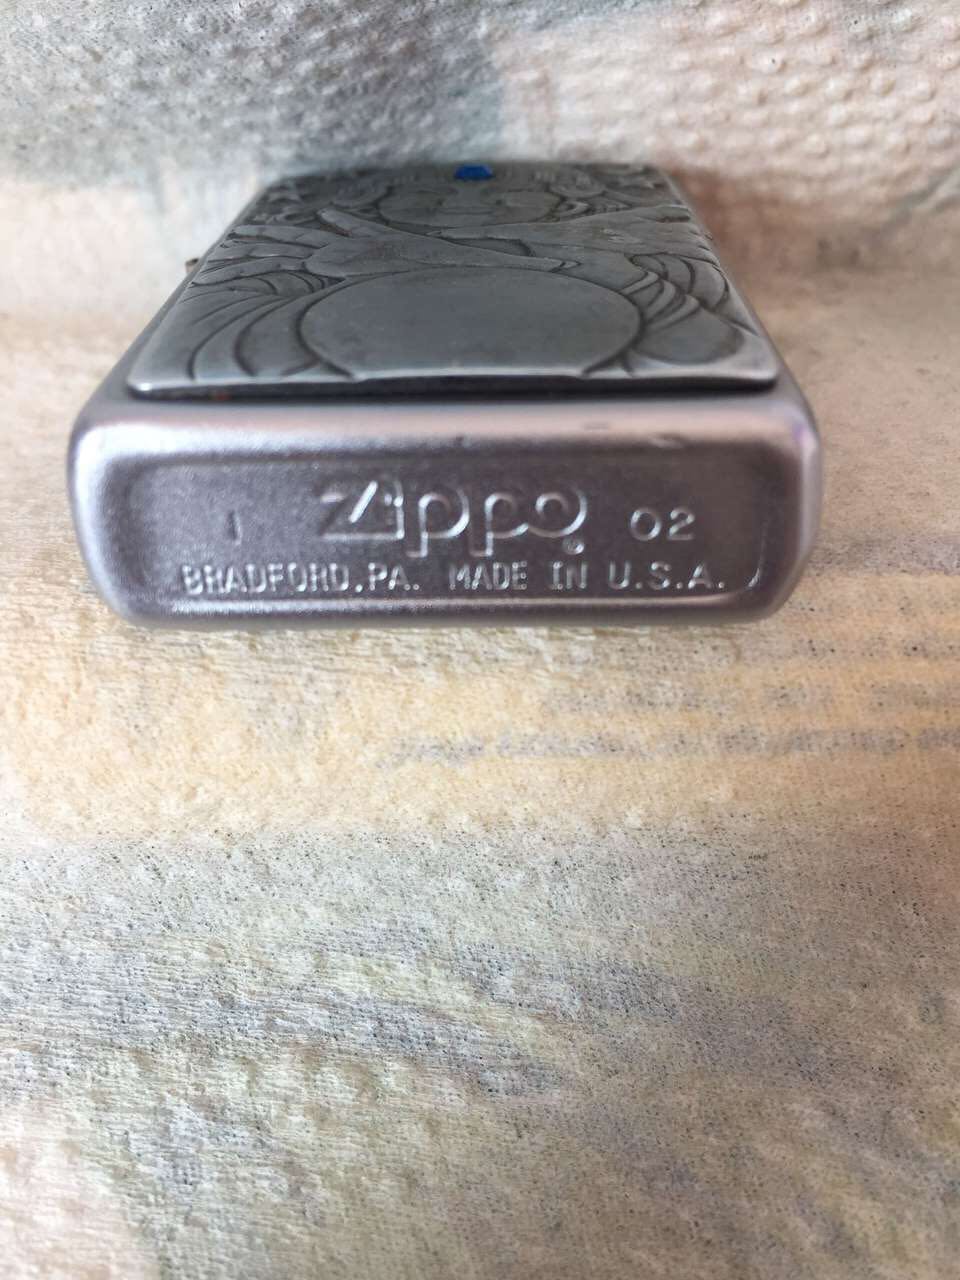 I Zippo® 02
BRADFORD,PA. MADE IN U.S.A.